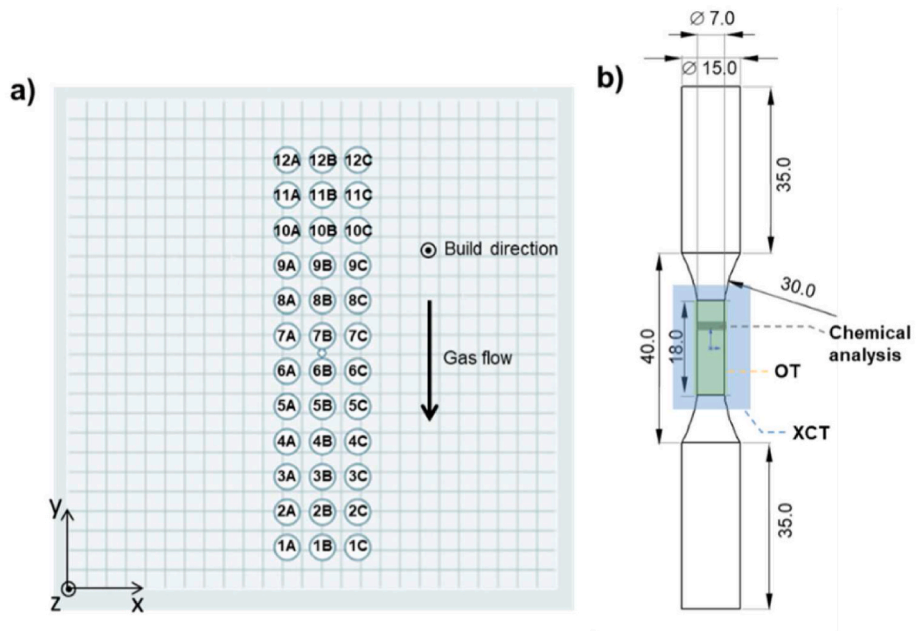 a)
12A 12B 12C
11A 11B 11C
10A 10B 10C
9A 9B 9C
8A 8B 8C
7A 7B 7C
6A 6B 6C
5A 5B 5C
4A 4B 4C
3A 3B 3C
2A 2B 2C
1A 1B 1C
Build direction
Gas flow
y
z
x
b)
Ø 7.0
Ø 15.0
35.0
30.0
40.0
18.0
Chemical
analysis
OT
XCT
35.0